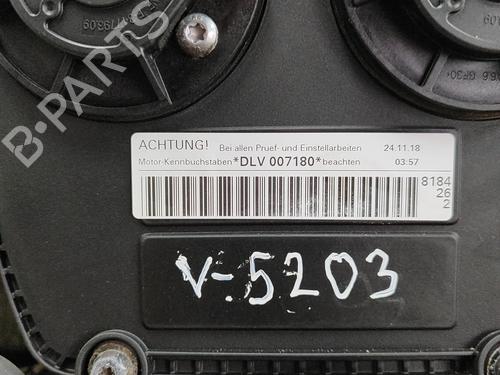 B-PARTS
ACHTUNG! Bei allen Pruef- und Einstellarbeiten 24.11.18
Motor-Kennbuchstaben *DLV 007180* beachten 03:57
8184
26
2
V-5203